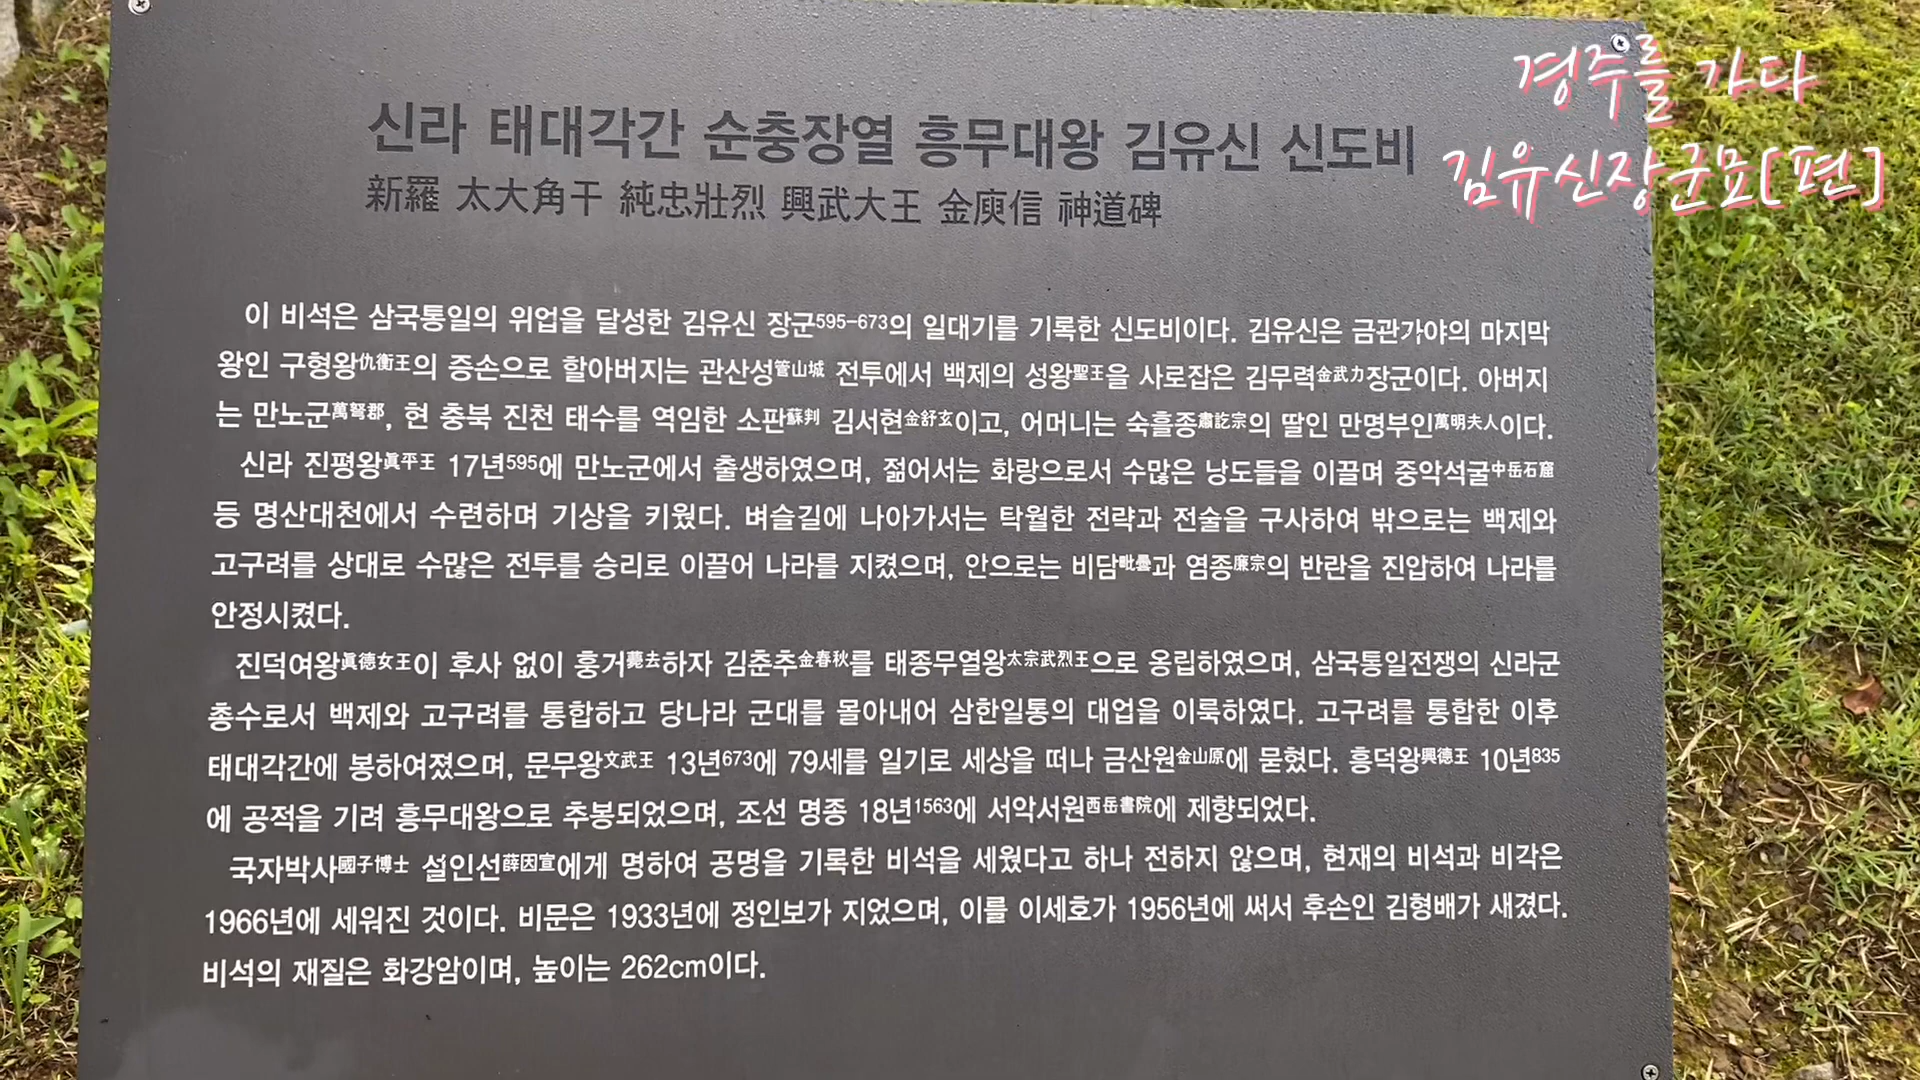 경주를 가다
김유신장군묘[편]
신라 태대각간 순충장열 흥무대왕 김유신 신도비
新羅 太大角干 純忠壯烈 興武大王 金庾信 神道碑
이 비석은 삼국통일의 위업을 달성한 김유신 장군595-673의 일대기를 기록한 신도비이다. 김유신은 금관가야의 마지막
왕인 구형왕仇衡王의 증손으로 할아버지는 관산성管山城 전투에서 백제의 성왕聖王을 사로잡은 김무력金武力장군이다. 아버지
는 만노군萬弩郡, 현 충북 진천 태수를 역임한 소판蘇判 김서현金舒玄이고, 어머니는 숙흘종肅訖宗의 딸인 만명부인萬明夫人이다.
신라 진평왕眞平王 17년595에 만노군에서 출생하였으며, 젊어서는 화랑으로서 수많은 낭도들을 이끌며 중악석굴中岳石窟
등 명산대천에서 수련하며 기상을 키웠다. 벼슬길에 나아가서는 탁월한 전략과 전술을 구사하여 밖으로는 백제와
고구려를 상대로 수많은 전투를 승리로 이끌어 나라를 지켰으며, 안으로는 비담毗曇과 염종廉宗의 반란을 진압하여 나라를
안정시켰다.
진덕여왕眞德女王이 후사 없이 훙거薨去하자 김춘추金春秋를 태종무열왕太宗武烈王으로 옹립하였으며, 삼국통일전쟁의 신라군
총수로서 백제와 고구려를 통합하고 당나라 군대를 몰아내어 삼한일통의 대업을 이룩하였다. 고구려를 통합한 이후
태대각간에 봉하여졌으며, 문무왕文武王 13년673에 79세를 일기로 세상을 떠나 금산원金山原에 묻혔다. 흥덕왕興德王 10년835
에 공적을 기려 흥무대왕으로 추봉되었으며, 조선 명종 18년1563에 서악서원西岳書院에 제향되었다.
국자박사國子博士 설인선薛因宣에게 명하여 공명을 기록한 비석을 세웠다고 하나 전하지 않으며, 현재의 비석과 비각은
1966년에 세워진 것이다. 비문은 1933년에 정인보가 지었으며, 이를 이세호가 1956년에 써서 후손인 김형배가 새겼다.
비석의 재질은 화강암이며, 높이는 262cm이다.